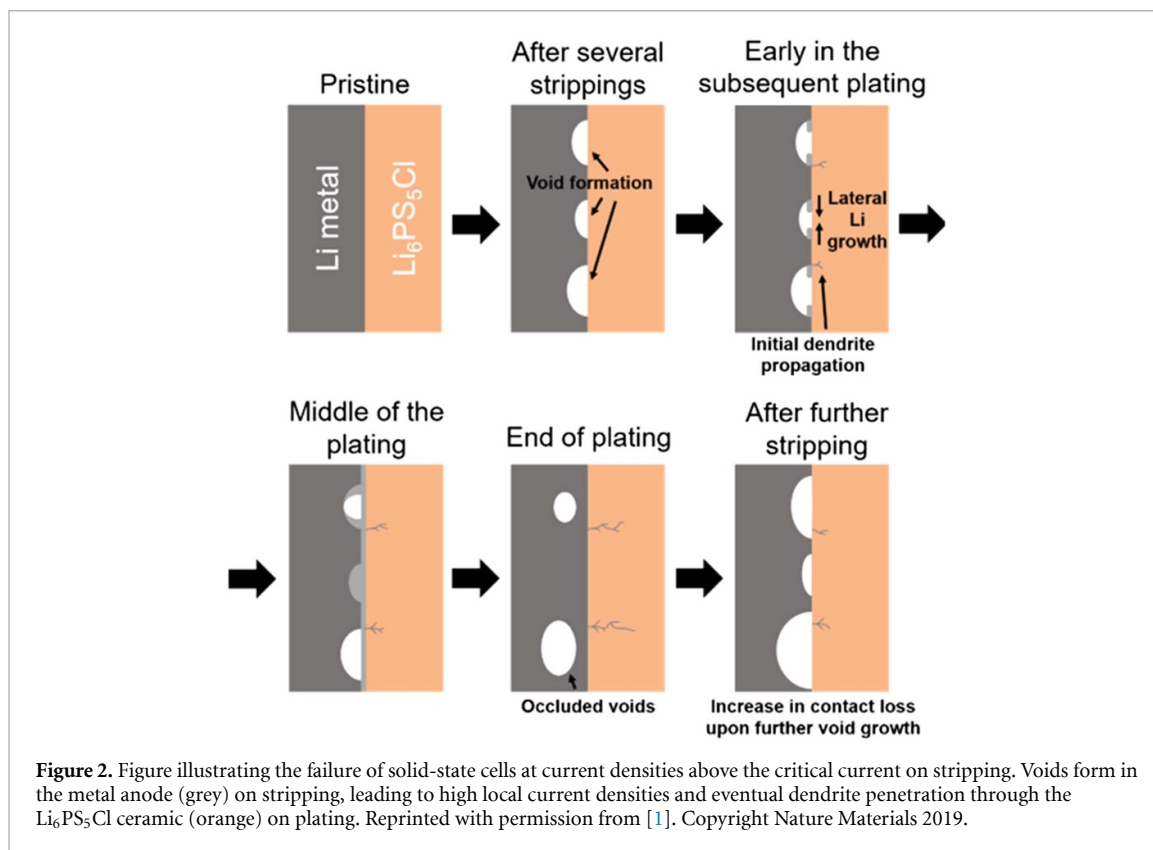 Pristine
After several
strippings
Early in the
subsequent plating
Li metal
Li₆PS₅Cl
Void formation
Lateral
Li
growth
Initial dendrite
propagation
Middle of the
plating
End of plating
After further
stripping
Occluded voids
Increase in contact loss
upon further void growth
Figure 2. Figure illustrating the failure of solid-state cells at current densities above the critical current on stripping. Voids form in
the metal anode (grey) on stripping, leading to high local current densities and eventual dendrite penetration through the
Li₆PS₅Cl ceramic (orange) on plating. Reprinted with permission from [1]. Copyright Nature Materials 2019.